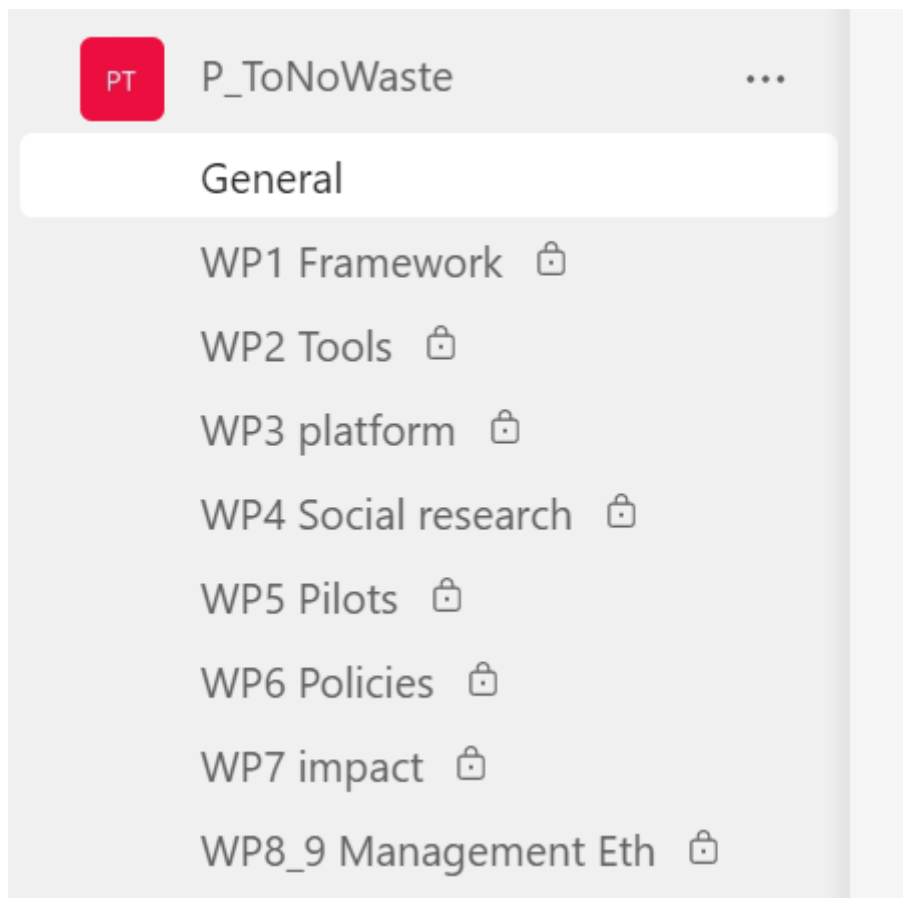 PT P_ToNoWaste ...
General
WP1 Framework
WP2 Tools
WP3 platform
WP4 Social research
WP5 Pilots
WP6 Policies
WP7 impact
WP8_9 Management Eth